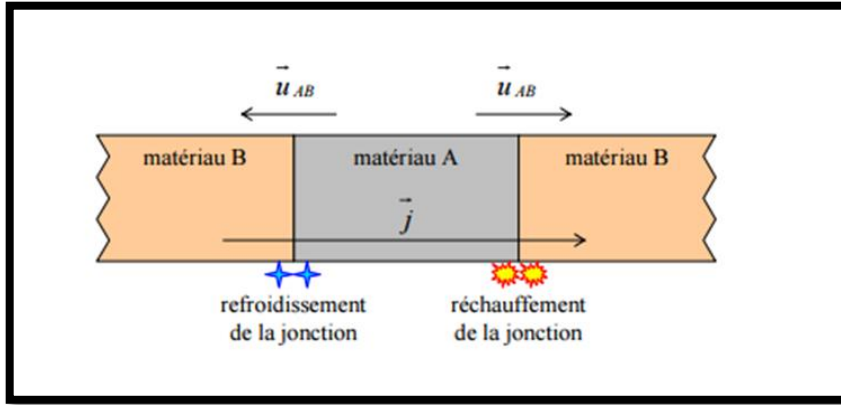 u AB
u AB
matériau B
matériau A
matériau B
j
refroidissement
de la jonction
réchauffement
de la jonction